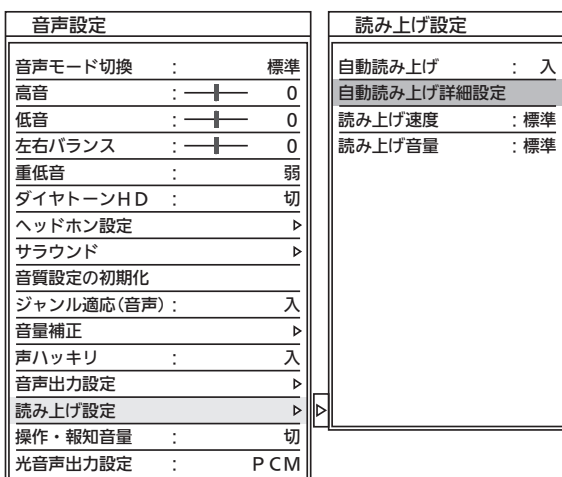 音声設定
音声モード切換 : 標準
高音 : 0
低音 : 0
左右バランス : 0
重低音 : 弱
ダイヤトーンHD : 切
ヘッドホン設定
サラウンド
音質設定の初期化
ジャンル適応(音声) : 入
音量補正
声ハッキリ : 入
音声出力設定
読み上げ設定
操作・報知音量 : 切
光音声出力設定 : PCM
読み上げ設定
自動読み上げ : 入
自動読み上げ詳細設定
読み上げ速度 : 標準
読み上げ音量 : 標準